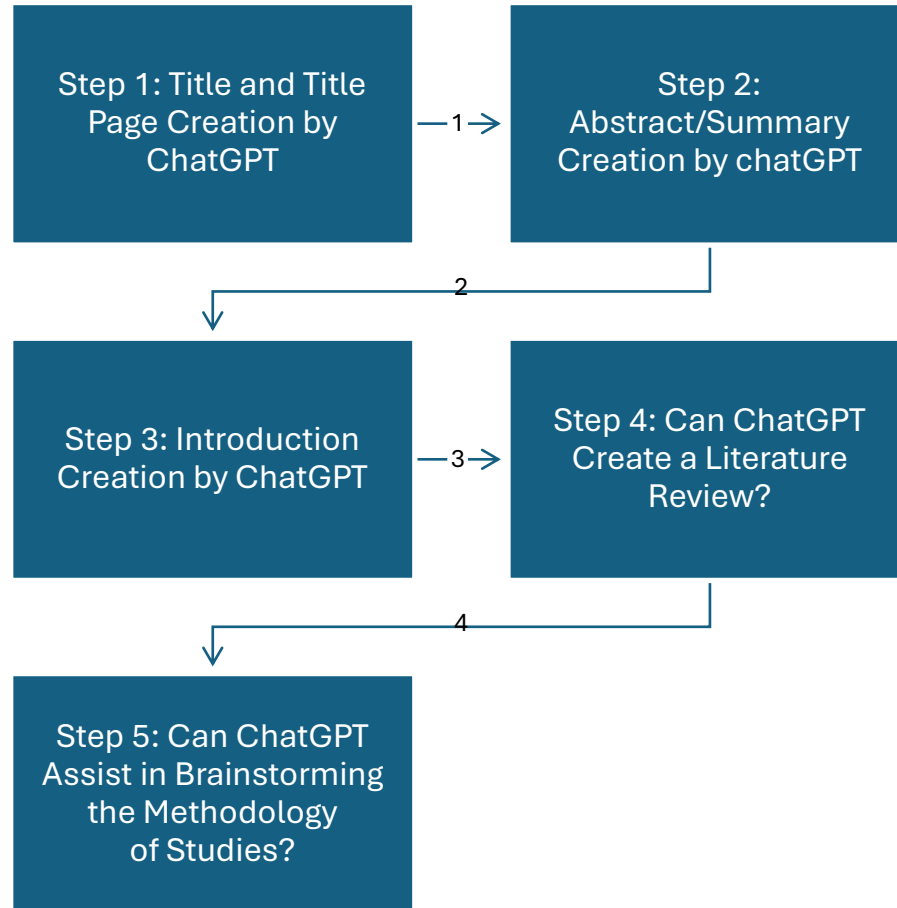 Step 1: Title and Title
Page Creation by
ChatGPT
1
Step 2:
Abstract/Summary
Creation by chatGPT
2
Step 3: Introduction
Creation by ChatGPT
3
Step 4: Can ChatGPT
Create a Literature
Review?
4
Step 5: Can ChatGPT
Assist in Brainstorming
the Methodology
of Studies?